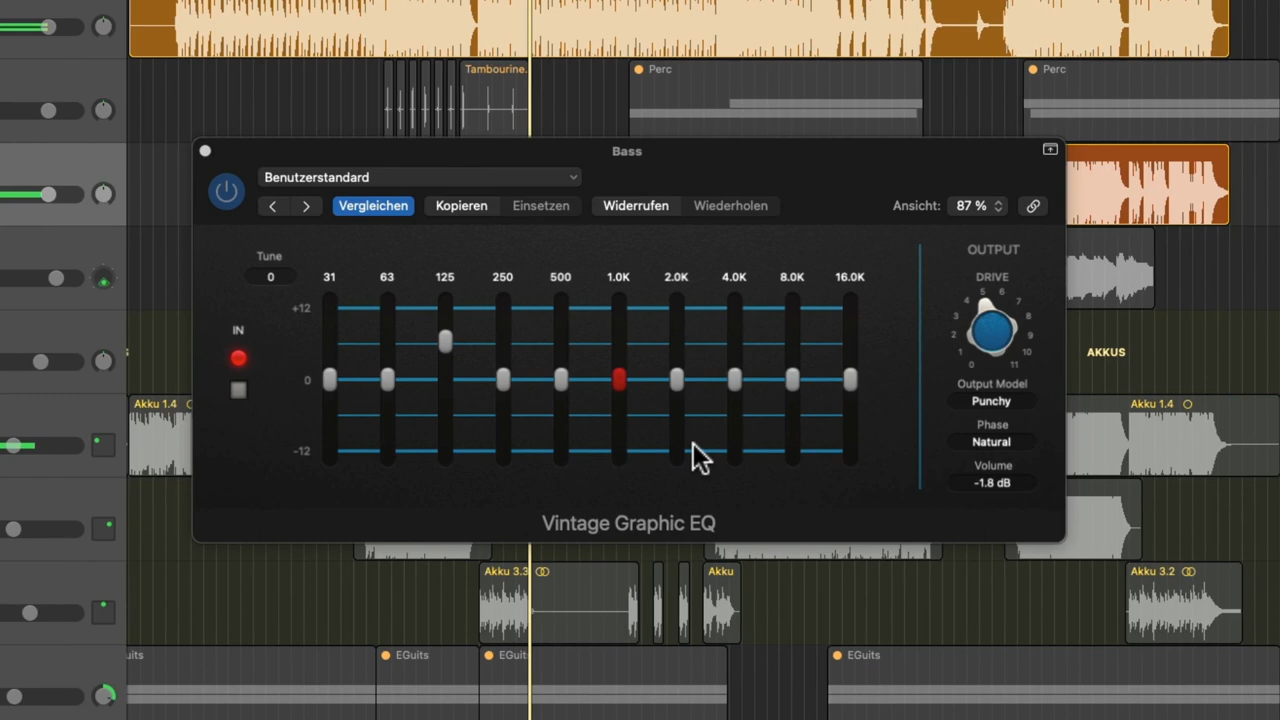 Tambourine.
Perc
Perc
Bass
Benutzerstandard
Vergleichen
Kopieren
Einsetzen
Widerrufen
Wiederholen
Ansicht:
87 %
Tune
0
31 63 125 250 500 1.0K 2.0K 4.0K 8.0K 16.0K
+12
0
-12
IN
OUTPUT
DRIVE
0 1 2 3 4 5 6 7 8 9 10 11
Output Model
Punchy
Phase
Natural
Volume
-1.8 dB
Vintage Graphic EQ
AKKUS
Akku 1.4
Akku 1.4
Akku 3.3
Akku
Akku 3.2
uits
EGuits
EGuits
EGuits